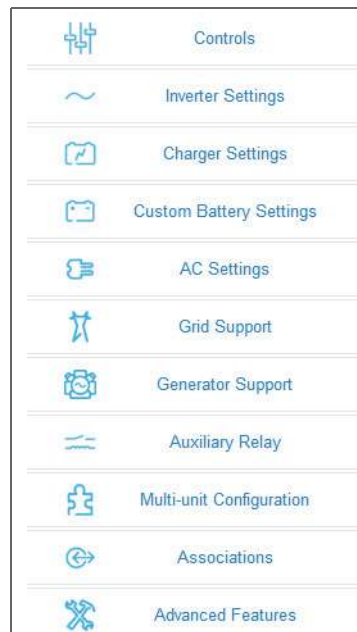 Controls
Inverter Settings
Charger Settings
Custom Battery Settings
AC Settings
Grid Support
Generator Support
Auxiliary Relay
Multi-unit Configuration
Associations
Advanced Features